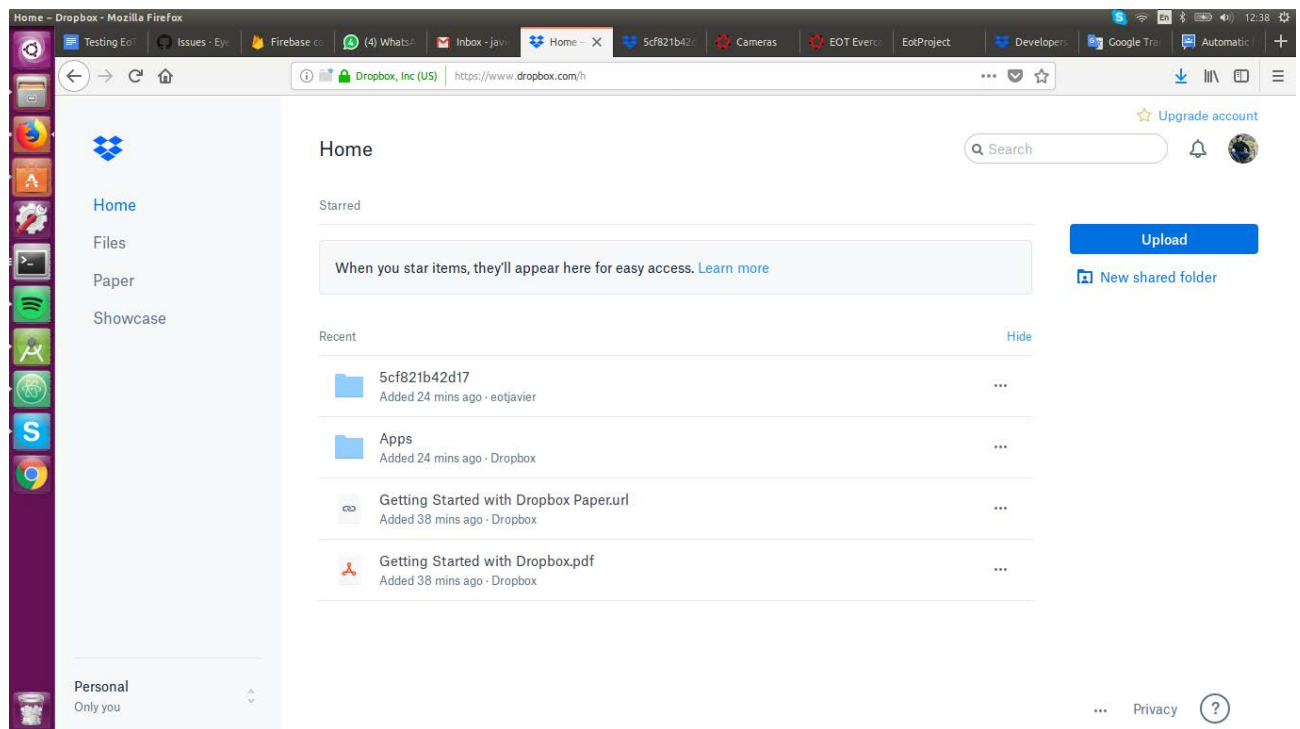 Home – Dropbox - Mozilla Firefox
En
12:38
Testing EoT
Issues · Eye
Firebase co
(4) WhatsA
Inbox - javi
Home –
5cf821b42d
Cameras
EOT Everco
EotProject
Developers
Google Tra
Automatic
Dropbox, Inc (US)
https://www.dropbox.com/h
Upgrade account
Home
Search
Home
Files
Paper
Showcase
Starred
When you star items, they'll appear here for easy access. Learn more
Upload
New shared folder
Recent
Hide
5cf821b42d17
Added 24 mins ago · eotjavier
Apps
Added 24 mins ago · Dropbox
Getting Started with Dropbox Paper.url
Added 38 mins ago · Dropbox
Getting Started with Dropbox.pdf
Added 38 mins ago · Dropbox
Personal
Only you
Privacy
?